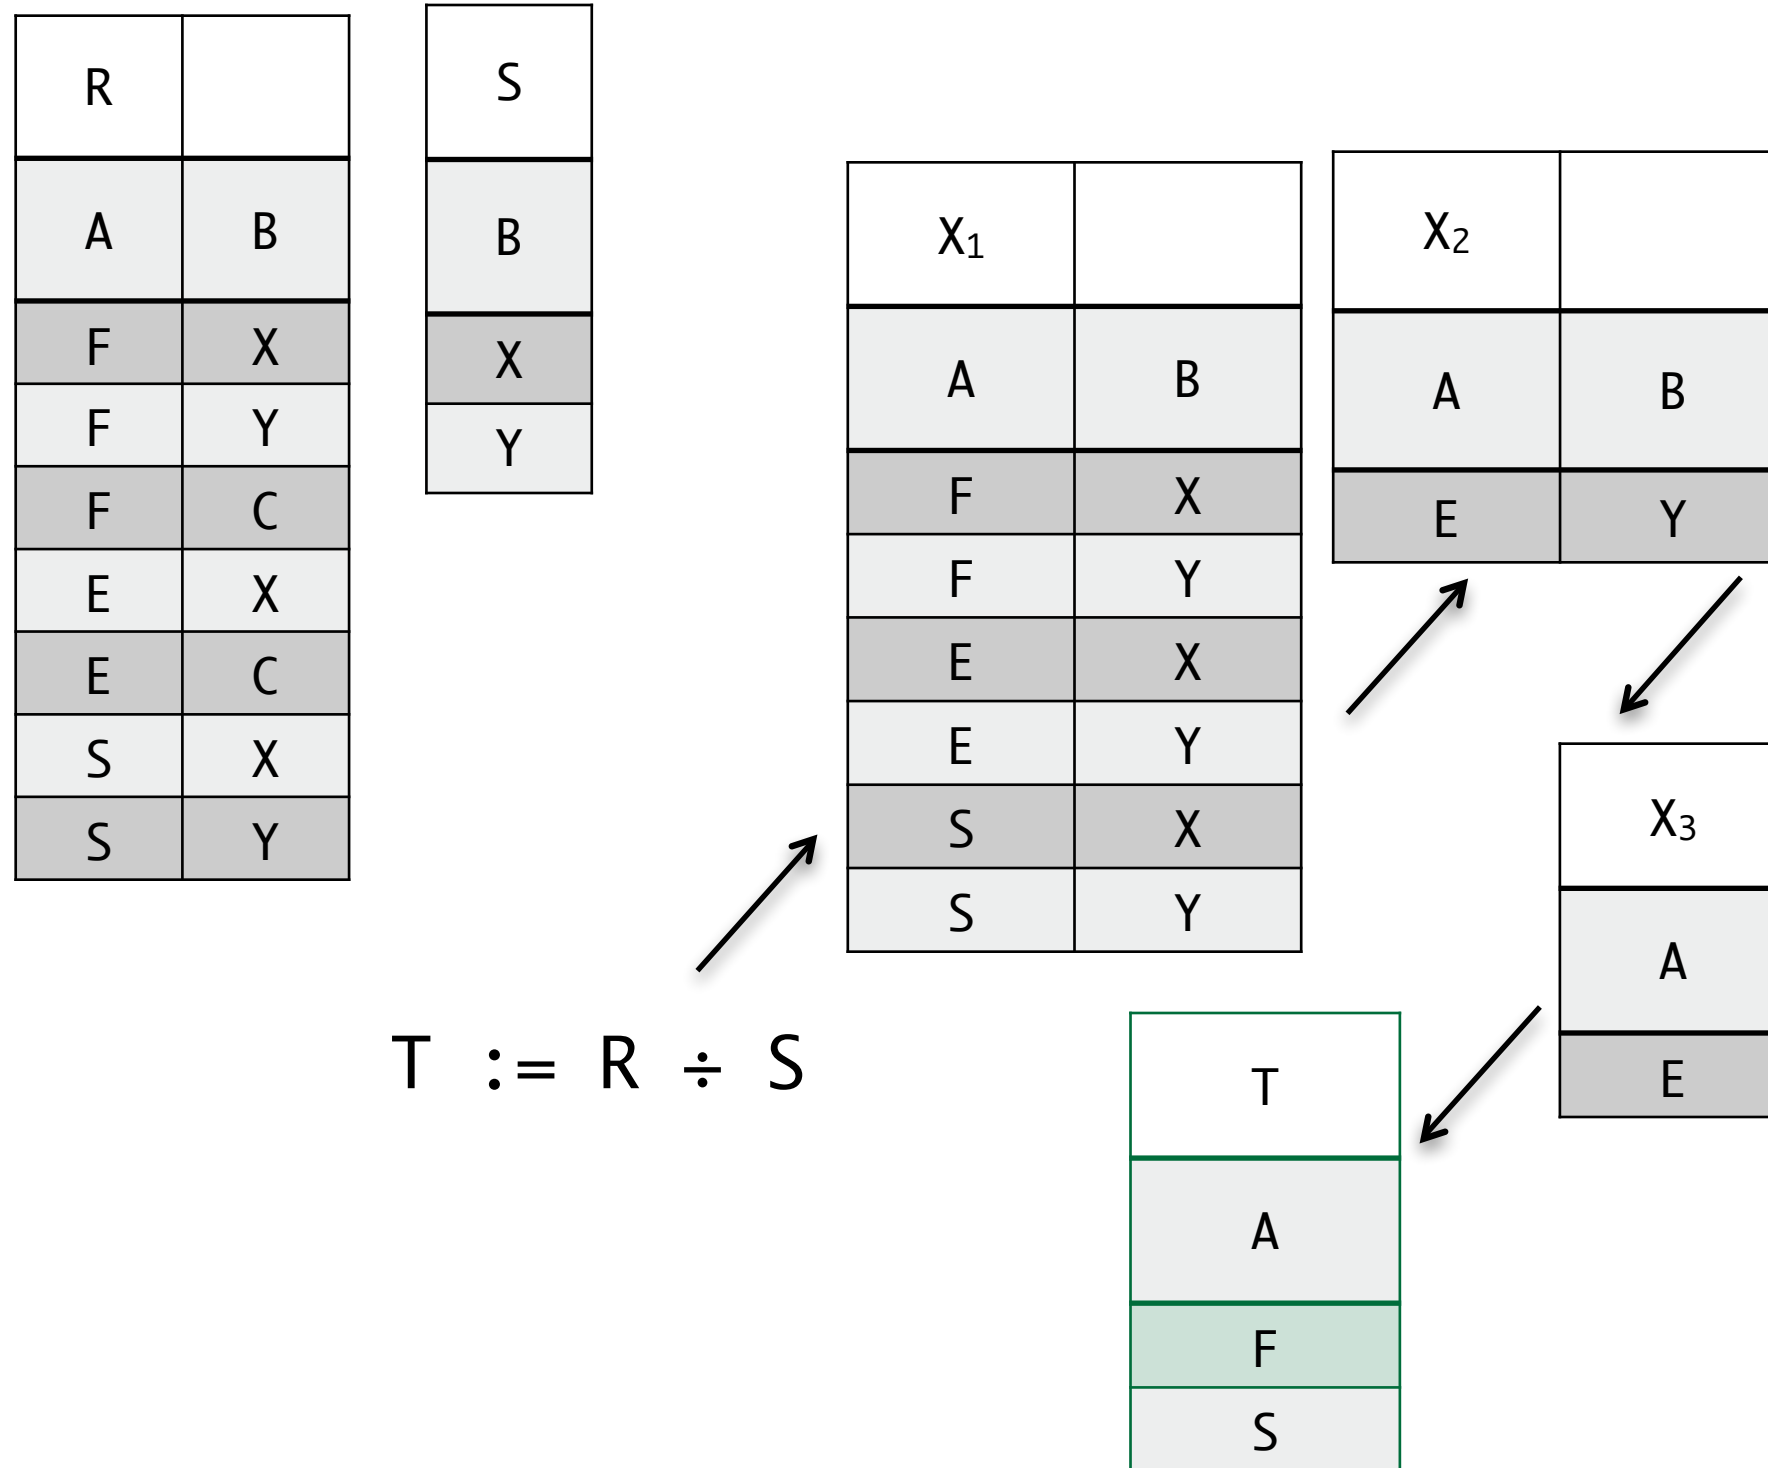 R
A B
F X
F Y
F C
E X
E C
S X
S Y
S
B
X
Y
X₁
A B
F X
F Y
E X
E Y
S X
S Y
X₂
A B
E Y
X₃
A
E
T := R ÷ S
T
A
F
S